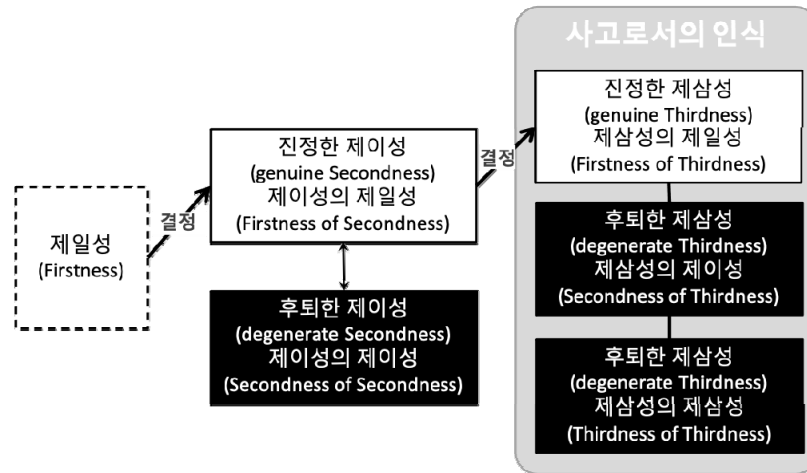 제일성
(Firstness)
결정
진정한 제이성
(genuine Secondness)
제이성의 제일성
(Firstness of Secondness)
후퇴한 제이성
(degenerate Secondness)
제이성의 제이성
(Secondness of Secondness)
결정
사고로서의 인식
진정한 제삼성
(genuine Thirdness)
제삼성의 제일성
(Firstness of Thirdness)
후퇴한 제삼성
(degenerate Thirdness)
제삼성의 제이성
(Secondness of Thirdness)
후퇴한 제삼성
(degenerate Thirdness)
제삼성의 제삼성
(Thirdness of Thirdness)